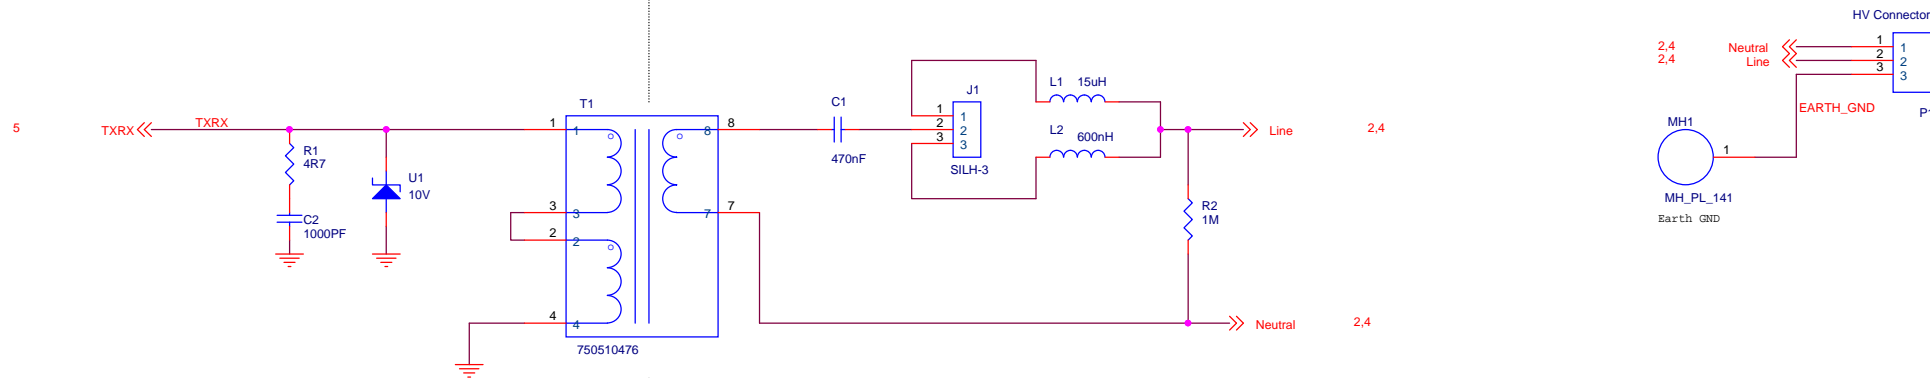 HV Connector
2,4 Neutral 1 1
2,4 Line 2 2
3 3
EARTH_GND
P1
MH1
1
MH_PL_141
Earth GND
5 TXRX TXRX
R1
4R7
C2
1000PF
U1
10V
T1
1 1
3 3
2 2
4 4
8 8
7 7
750510476
C1
470nF
J1
1 1
2 2
3 3
SILH-3
L1 15uH
L2 600nH
Line 2,4
R2
1M
Neutral 2,4